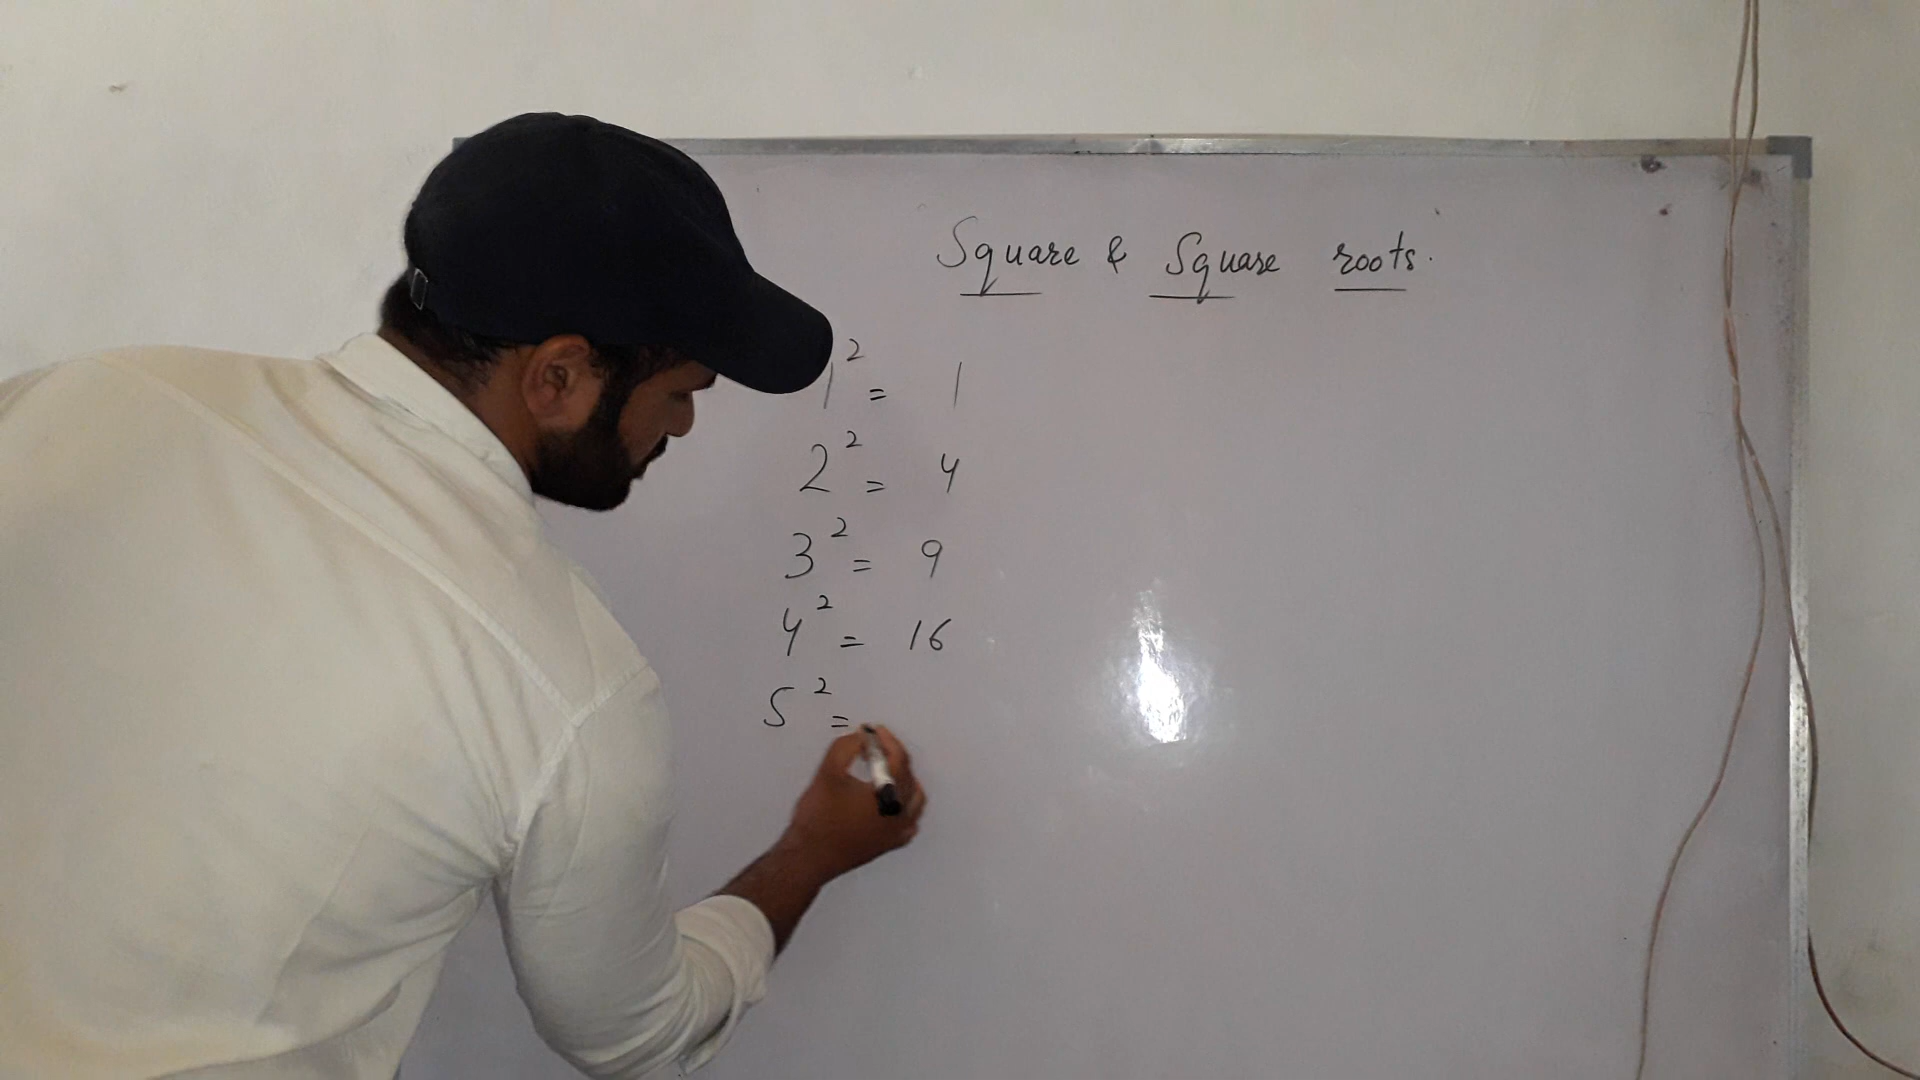 Square & Square roots.
1² = 1
2² = 4
3² = 9
4² = 16
5² =